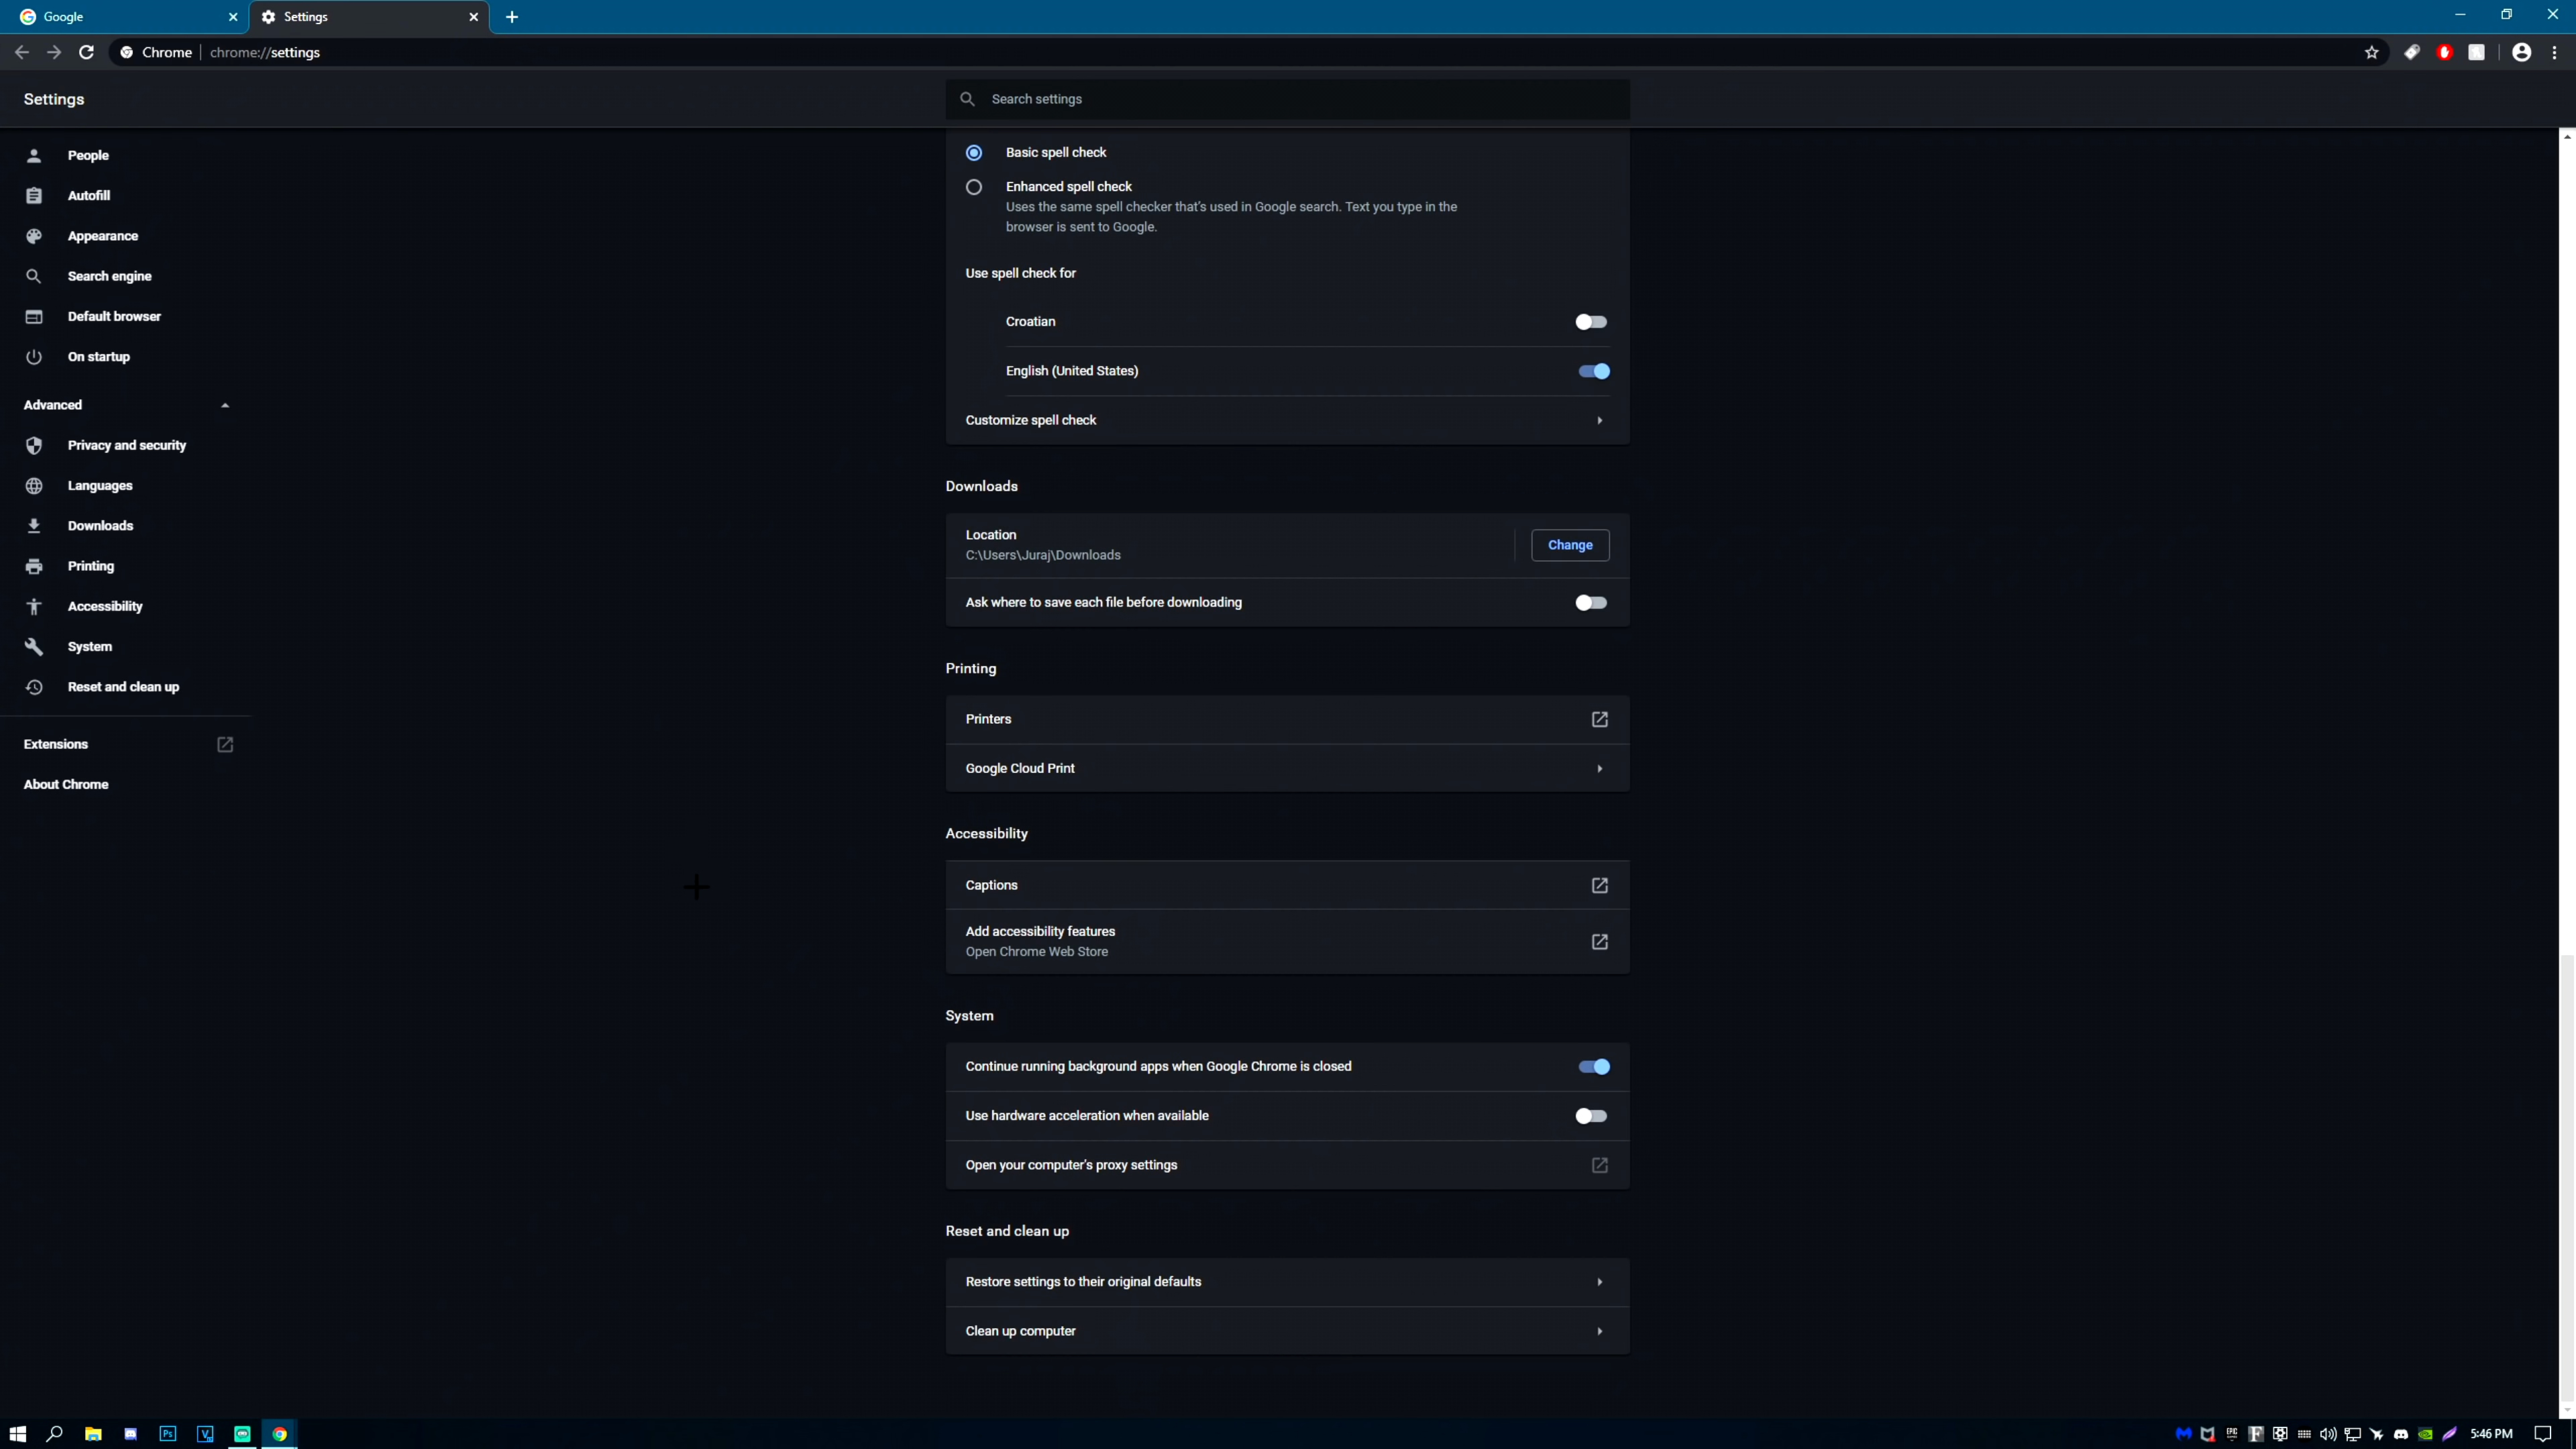 Google
Settings
Chrome
chrome://settings
Settings
Search settings
People
Autofill
Appearance
Search engine
Default browser
On startup
Advanced
Privacy and security
Languages
Downloads
Printing
Accessibility
System
Reset and clean up
Extensions
About Chrome
Basic spell check
Enhanced spell check
Uses the same spell checker that's used in Google search. Text you type in the
browser is sent to Google.
Use spell check for
Croatian
English (United States)
Customize spell check
Downloads
Location
C:\Users\Juraj\Downloads
Change
Ask where to save each file before downloading
Printing
Printers
Google Cloud Print
Accessibility
Captions
Add accessibility features
Open Chrome Web Store
System
Continue running background apps when Google Chrome is closed
Use hardware acceleration when available
Open your computer's proxy settings
Reset and clean up
Restore settings to their original defaults
Clean up computer
Ps
V
EPIC
F
5:46 PM